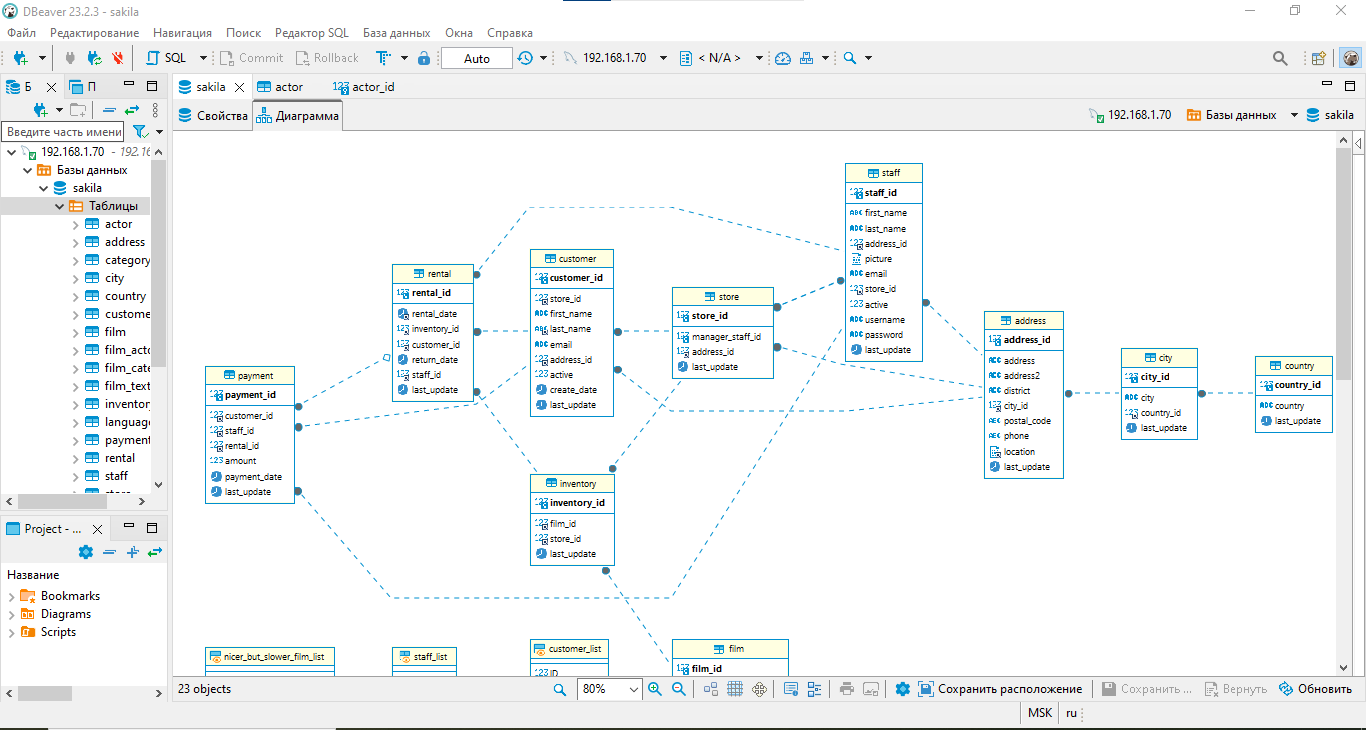 DBeaver 23.2.3 - sakila
Файл Редактирование Навигация Поиск Редактор SQL База данных Окна Справка
SQL Commit Rollback Auto 192.168.1.70 < N/A >
Б П
Введите часть имени
192.168.1.70 - 192.16
Базы данных
sakila
Таблицы
actor
address
category
city
country
custome
film
film_acto
film_cate
film_text
inventory
language
payment
rental
staff
store
Project - ...
Название
Bookmarks
Diagrams
Scripts
sakila actor actor_id
Свойства Диаграмма 192.168.1.70 Базы данных sakila
payment
payment_id
customer_id
staff_id
rental_id
amount
payment_date
last_update
rental
rental_id
rental_date
inventory_id
customer_id
return_date
staff_id
last_update
customer
customer_id
store_id
first_name
last_name
email
address_id
active
create_date
last_update
store
store_id
manager_staff_id
address_id
last_update
staff
staff_id
first_name
last_name
address_id
picture
email
store_id
active
username
password
last_update
address
address_id
address
address2
district
city_id
postal_code
phone
location
last_update
city
city_id
city
country_id
last_update
country
country_id
country
last_update
inventory
inventory_id
film_id
store_id
last_update
nicer_but_slower_film_list
staff_list
customer_list
ID
film
film_id
23 objects 80% Сохранить расположение Сохранить ... Вернуть Обновить
MSK ru